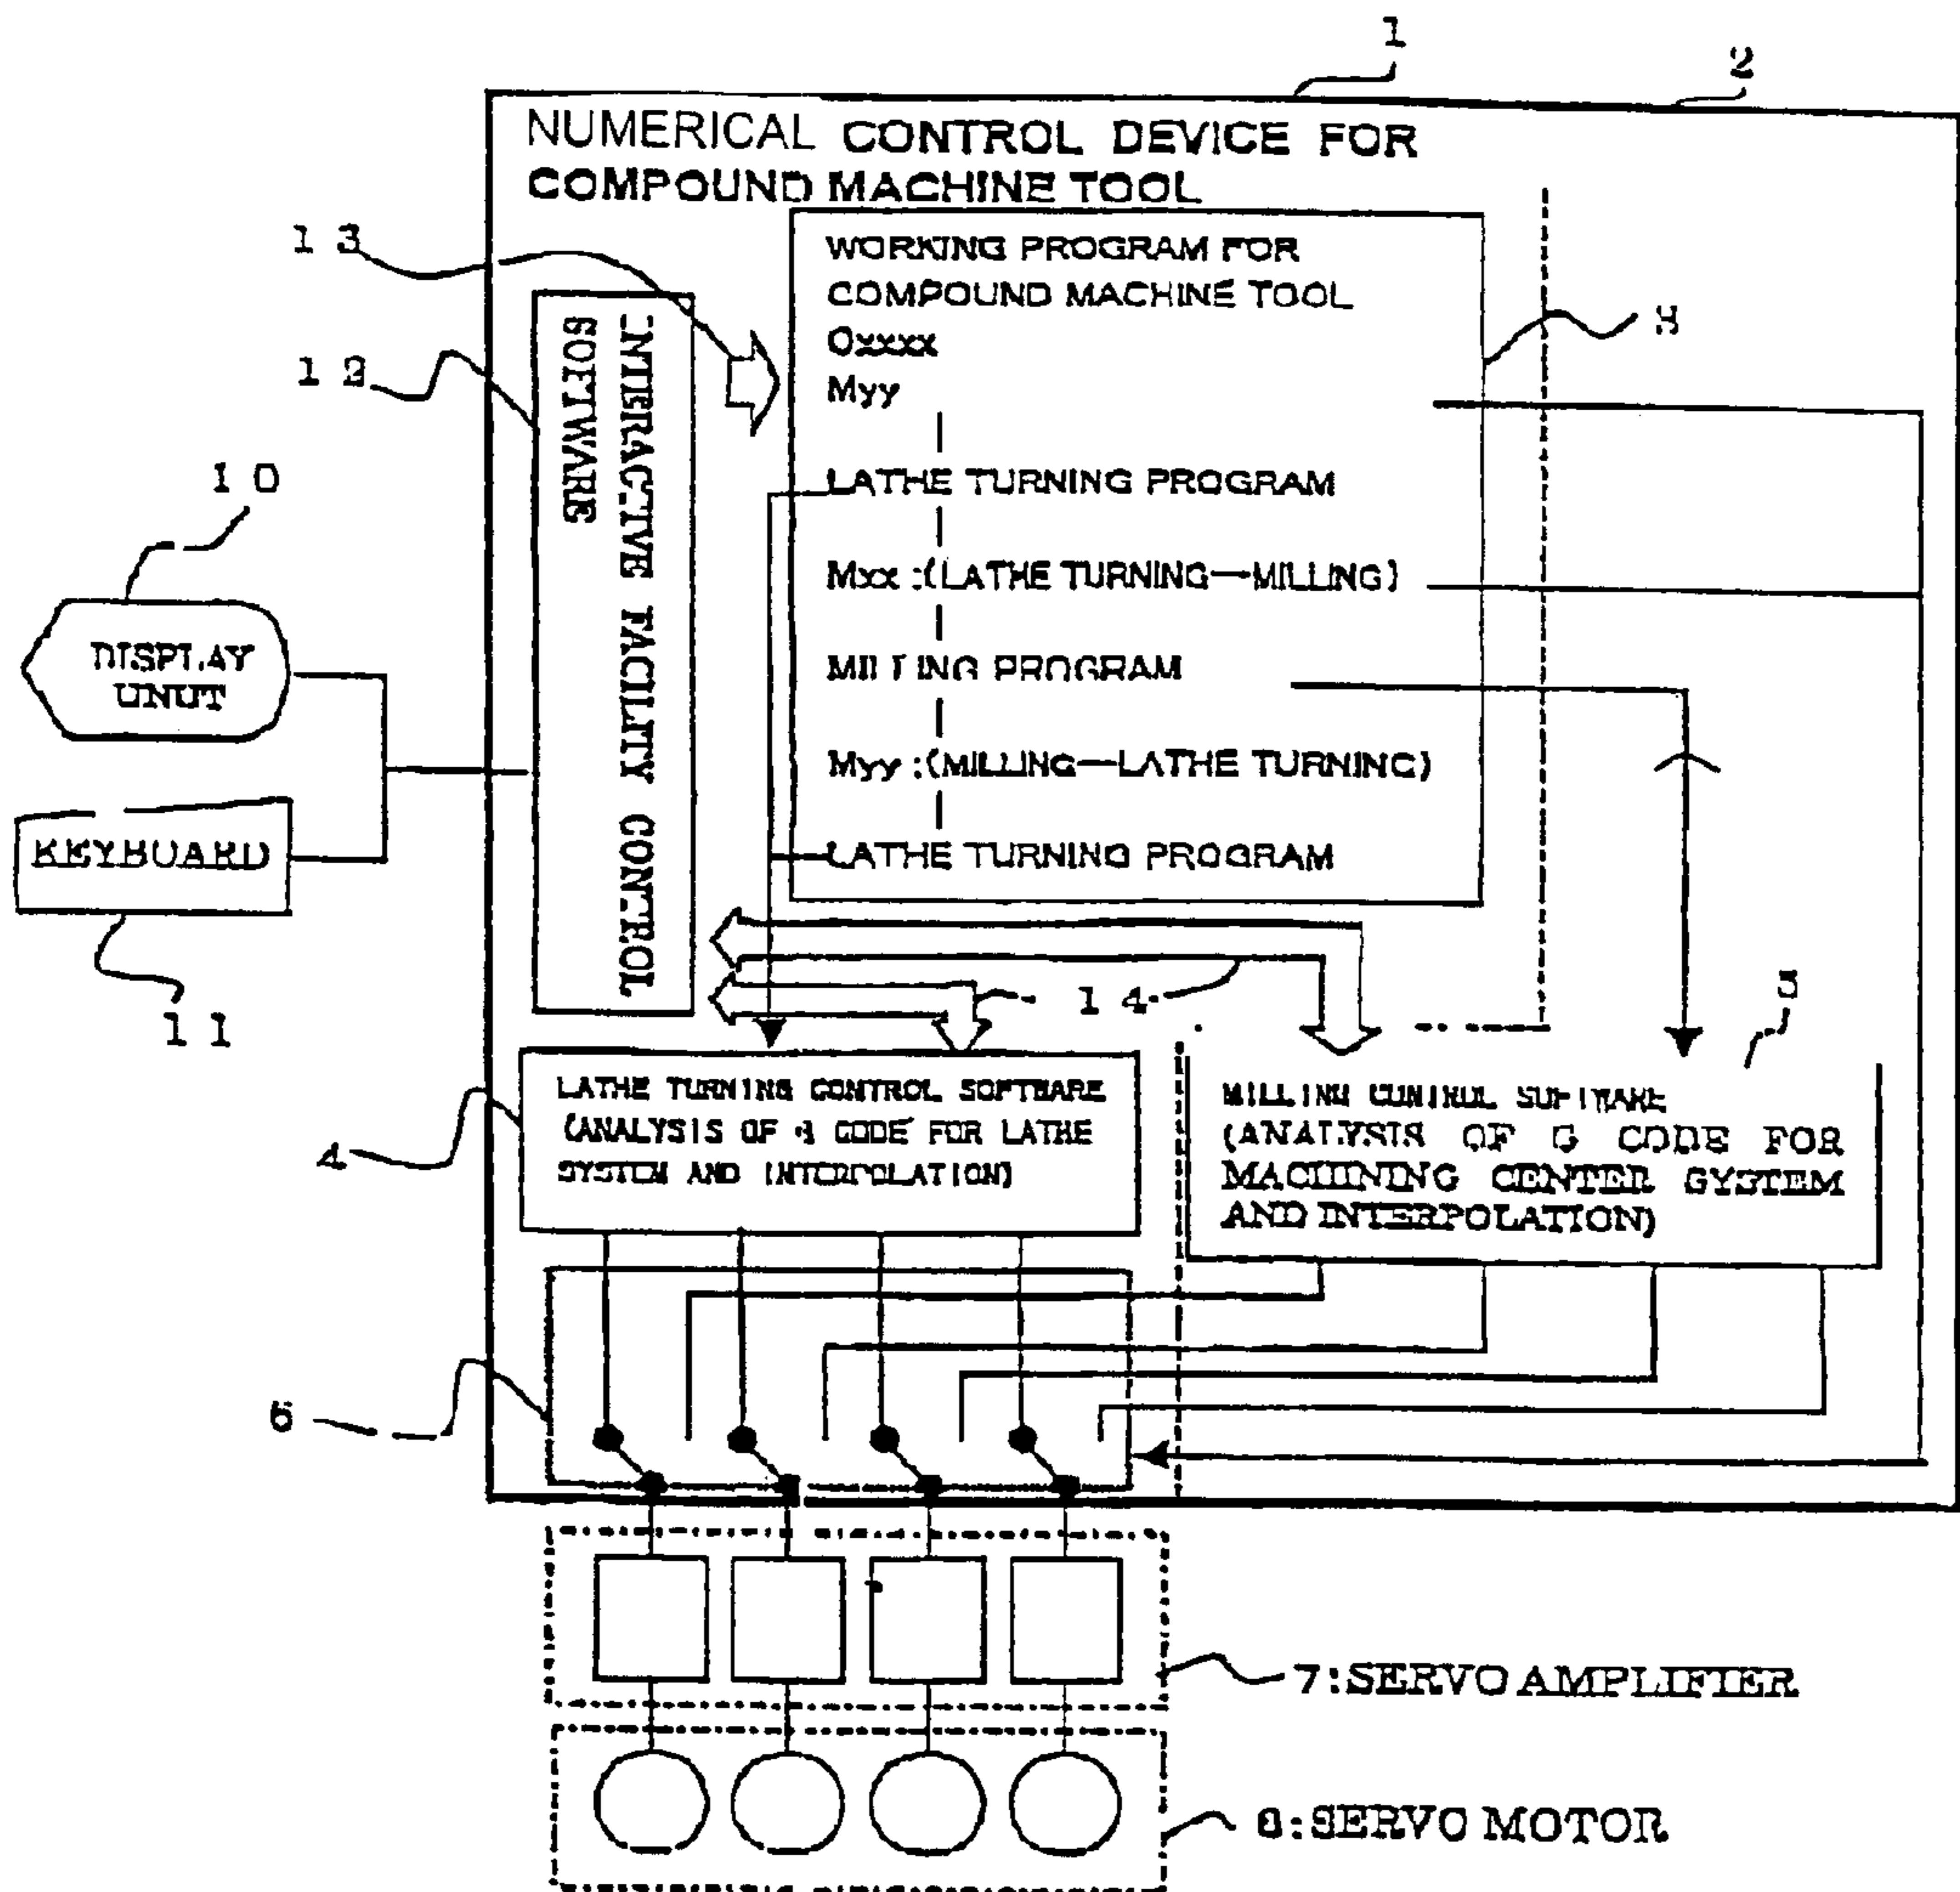 1
2
NUMERICAL CONTROL DEVICE FOR
COMPOUND MACHINE TOOL
13
WORKING PROGRAM FOR
COMPOUND MACHINE TOOL
Oxxxx
Myy
12
INTERACTIVE FACILITY CONTROL
SOFTWARE
10
LATHE TURNING PROGRAM
Mxx :(LATHE TURNING—MILLING)
DISPLAY
UNUT
MILLING PROGRAM
Myy :(MILLING—LATHE TURNING)
KEYBOARD
LATHE TURNING PROGRAM
11
14
5
LATHE TURNING CONTROL SOFTWARE
(ANALYSIS OF G CODE FOR LATHE
SYSTEM AND INTERPOLATION)
4
MILLING CONTROL SOFTWARE
(ANALYSIS OF G CODE FOR
MACHINING CENTER SYSTEM
AND INTERPOLATION)
6
7:SERVO AMPLIFIER
8:SERVO MOTOR